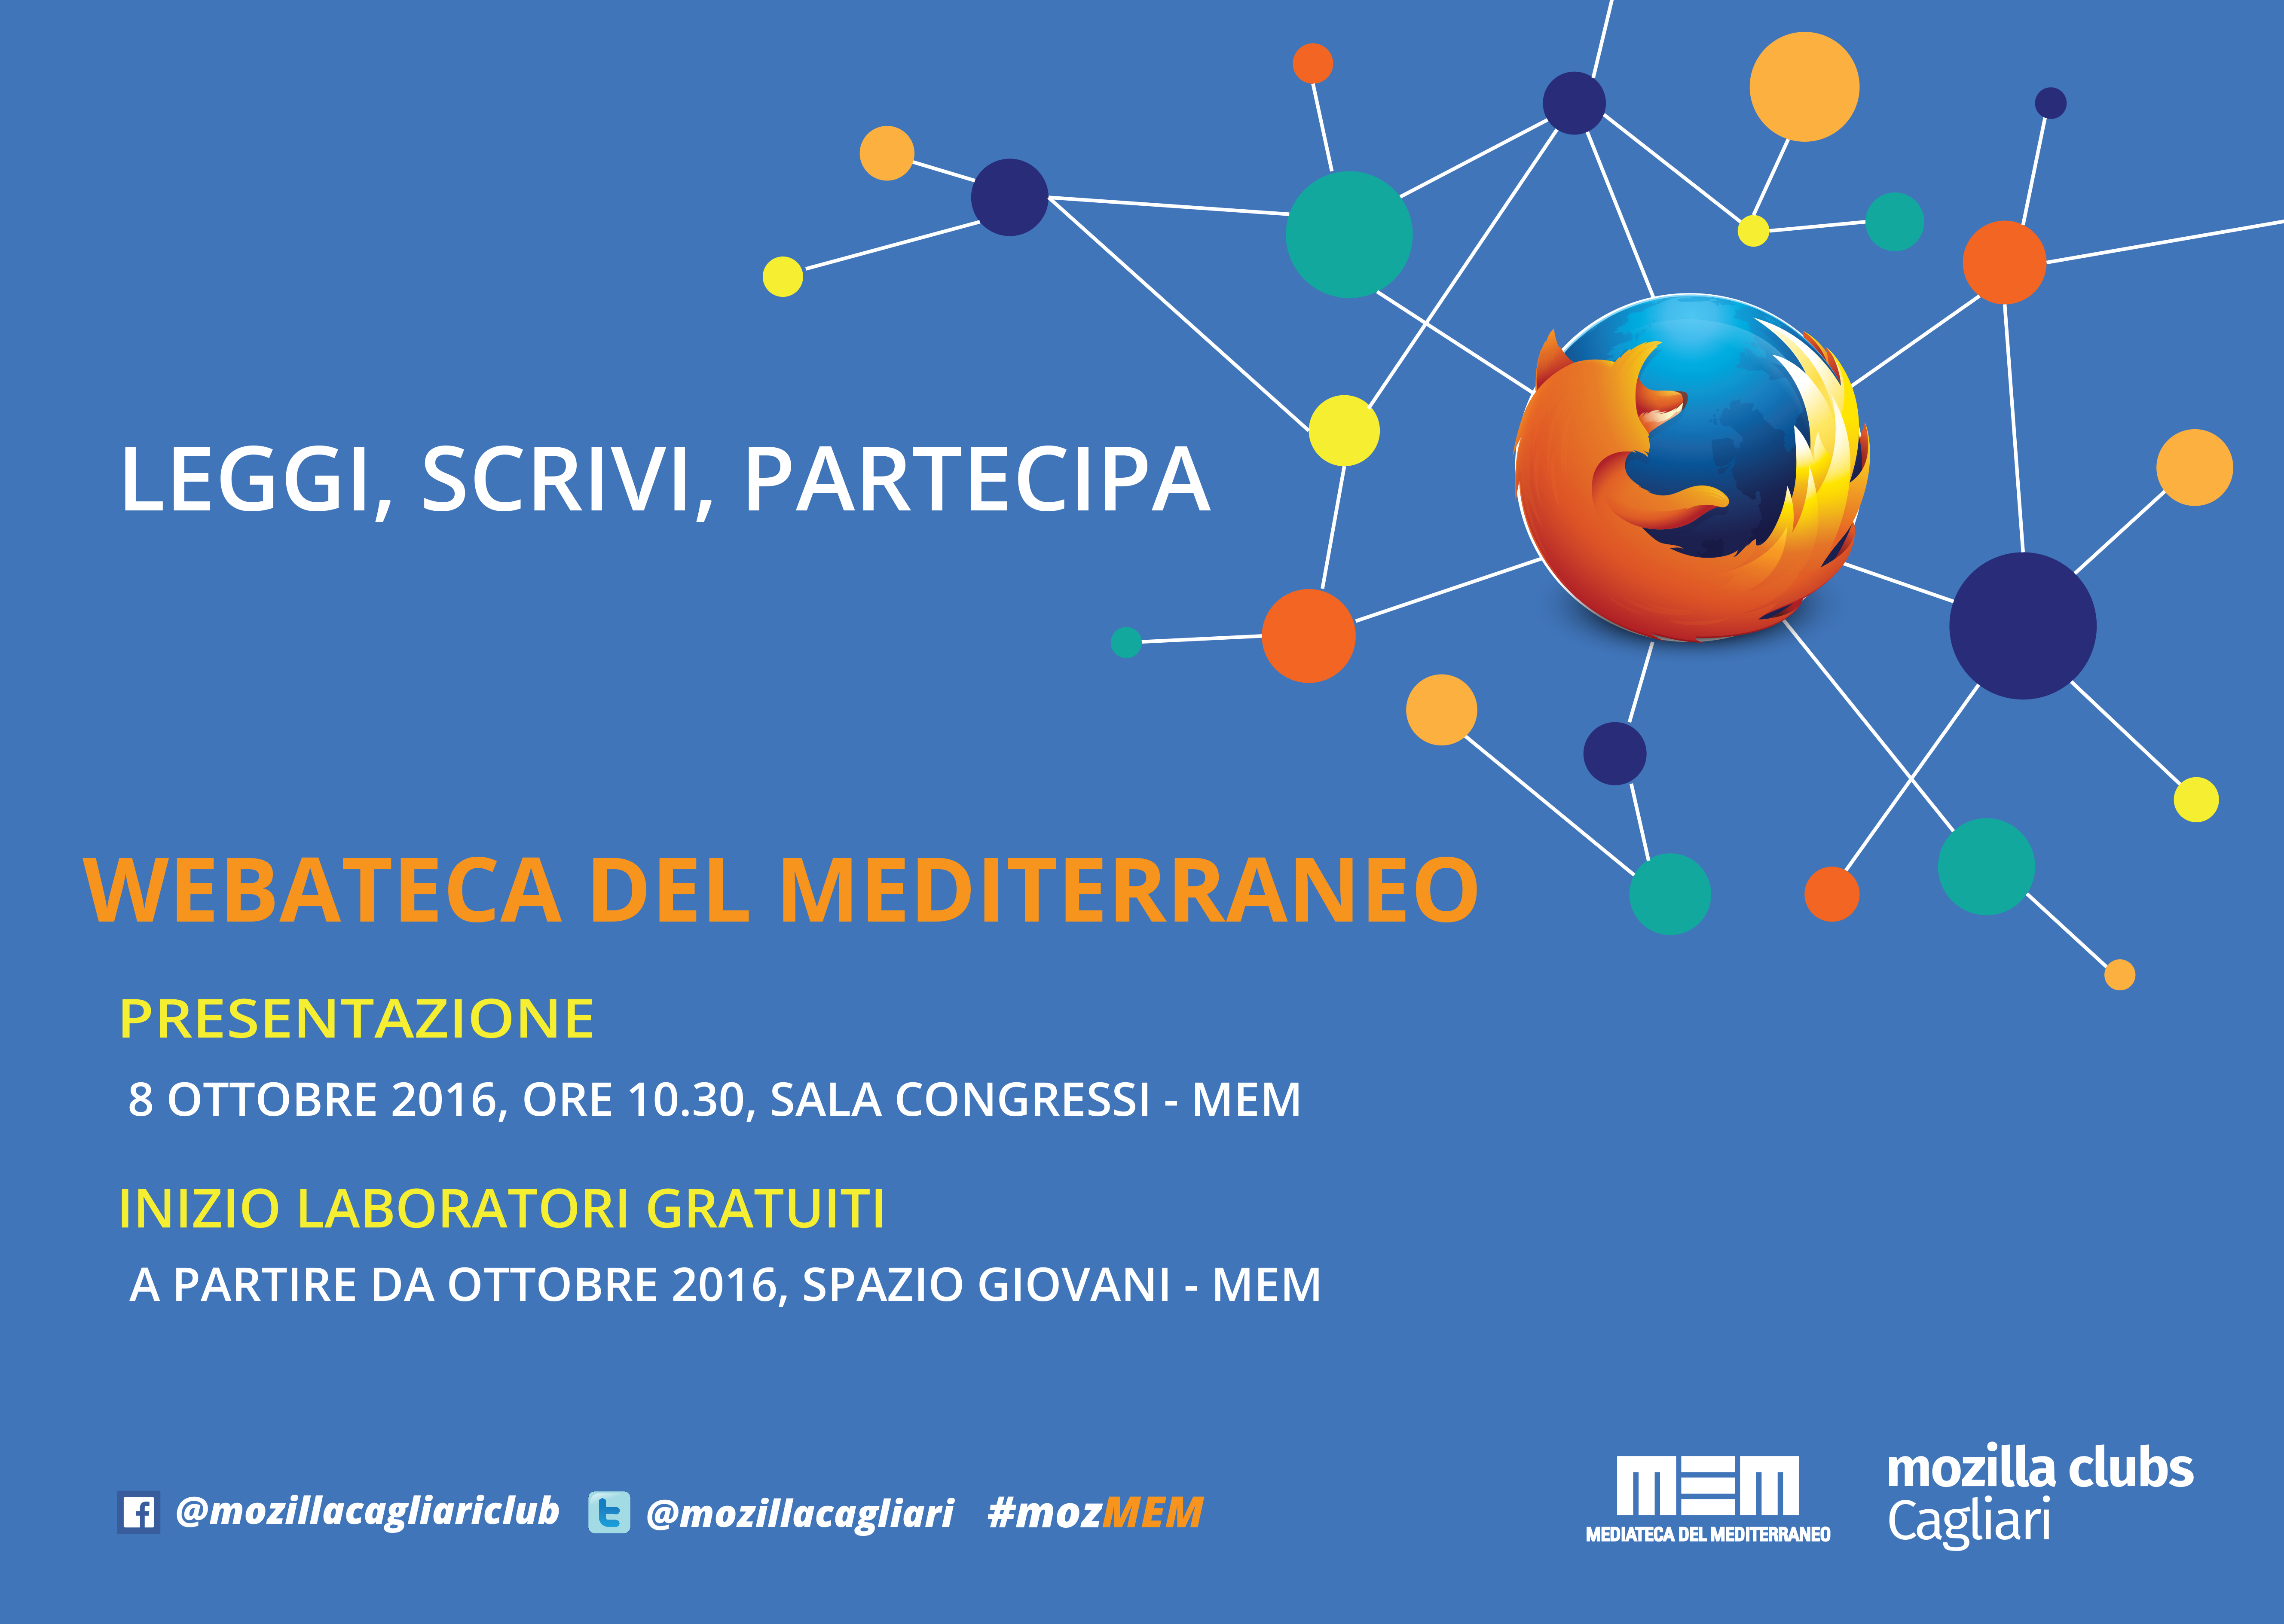 LEGGI, SCRIVI, PARTECIPA
WEBATECA DEL MEDITERRANEO
PRESENTAZIONE
8 OTTOBRE 2016, ORE 10.30, SALA CONGRESSI - MEM
INIZIO LABORATORI GRATUITI
A PARTIRE DA OTTOBRE 2016, SPAZIO GIOVANI - MEM
@mozillacagliariclub @mozillacagliari #mozMEM
MEM
MEDIATECA DEL MEDITERRANEO
mozilla clubs
Cagliari